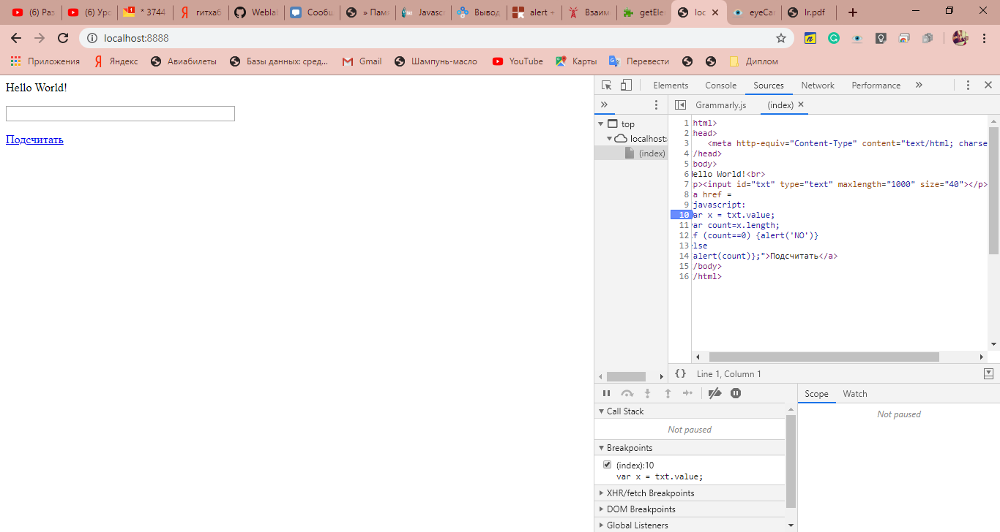 (6) Раз
(6) Урс
* 3744
гитхаб
Weblal
Сообщ
» Памя
Javasc
Вывод
alert -
Взаим
getEle
loc
eyeCar
lr.pdf
localhost:8888
Приложения
Яндекс
Авиабилеты
Базы данных: сред...
Gmail
Шампунь-масло
YouTube
Карты
Перевести
Диплом
Hello World!
Подсчитать
Elements Console Sources Network Performance »
» Grammarly.js (index)
top
localhost:
(index)
1 html>
2 head>
3 <meta http-equiv="Content-Type" content="text/html; charse
4 /head>
5 body>
6 ello World!<br>
7 p><input id="txt" type="text" maxlength="1000" size="40"></p>
8 a href =
9 javascript:
10 ar x = txt.value;
11 ar count=x.length;
12 f (count==0) {alert('NO')}
13 lse
14 alert(count)};">Подсчитать</a>
15 /body>
16 /html>
{} Line 1, Column 1
Scope Watch
Call Stack
Not paused
Not paused
Breakpoints
(index):10
var x = txt.value;
XHR/fetch Breakpoints
DOM Breakpoints
Global Listeners